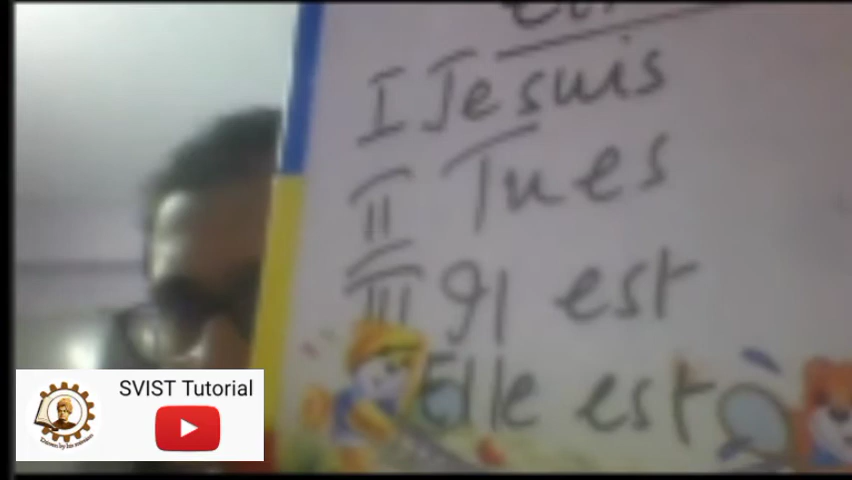 I Je suis
II Tu es
III Il est
Elle est
SVIST Tutorial